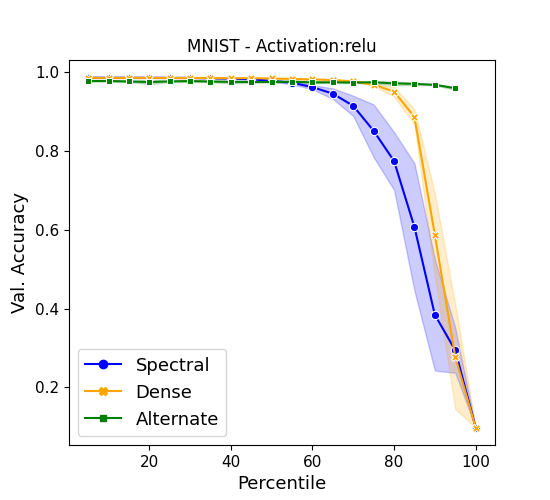 MNIST - Activation:relu
1.0
0.8
0.6
0.4
0.2
Val. Accuracy
Spectral
Dense
Alternate
20 40 60 80 100
Percentile